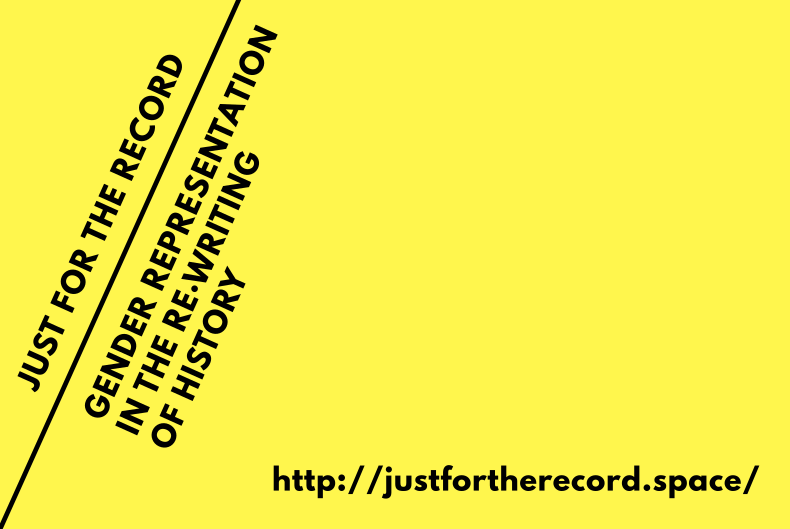 JUST FOR THE RECORD
GENDER REPRESENTATION
IN THE RE·WRITING
OF HISTORY
http://justfortherecord.space/